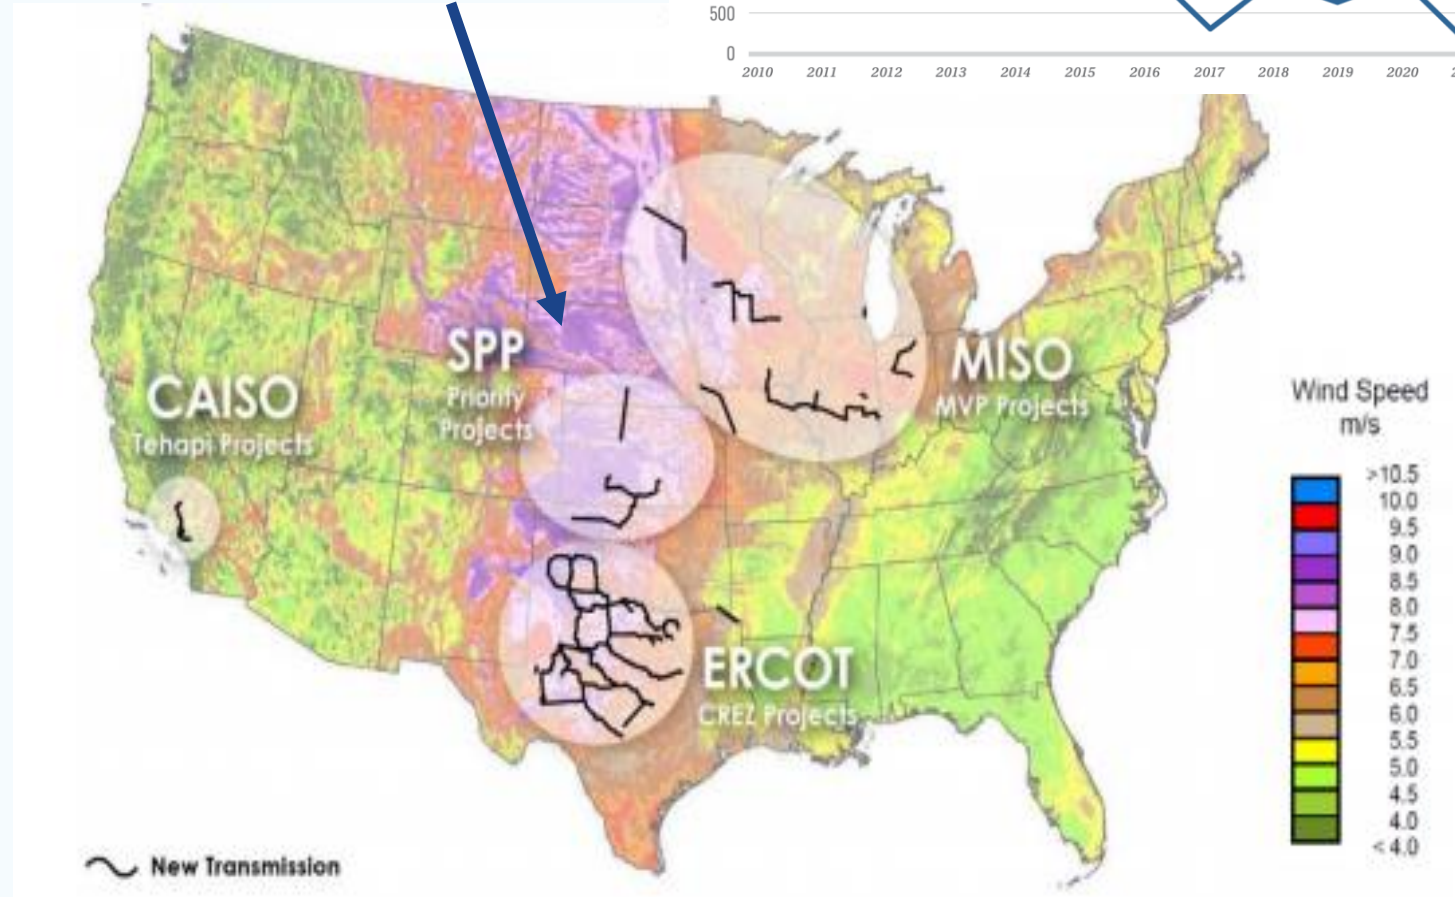 500
0
2010 2011 2012 2013 2014 2015 2016 2017 2018 2019 2020 2
SPP
Priority
Projects
MISO
MVP Projects
CAISO
Tehapi Projects
ERCOT
CREZ Projects
Wind Speed
m/s
>10.5
10.0
9.5
9.0
8.5
8.0
7.5
7.0
6.5
6.0
5.5
5.0
4.5
4.0
< 4.0
New Transmission